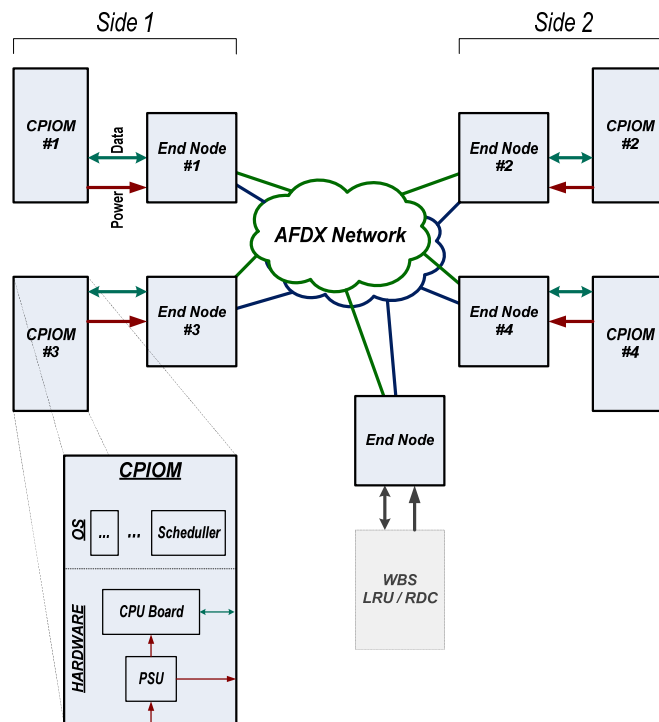 Side 1
Side 2
CPIOM
#1
Data
Power
End Node
#1
End Node
#2
CPIOM
#2
AFDX Network
CPIOM
#3
End Node
#3
End Node
#4
CPIOM
#4
End Node
CPIOM
OS
...
...
Scheduller
WBS
LRU / RDC
HARDWARE
CPU Board
PSU